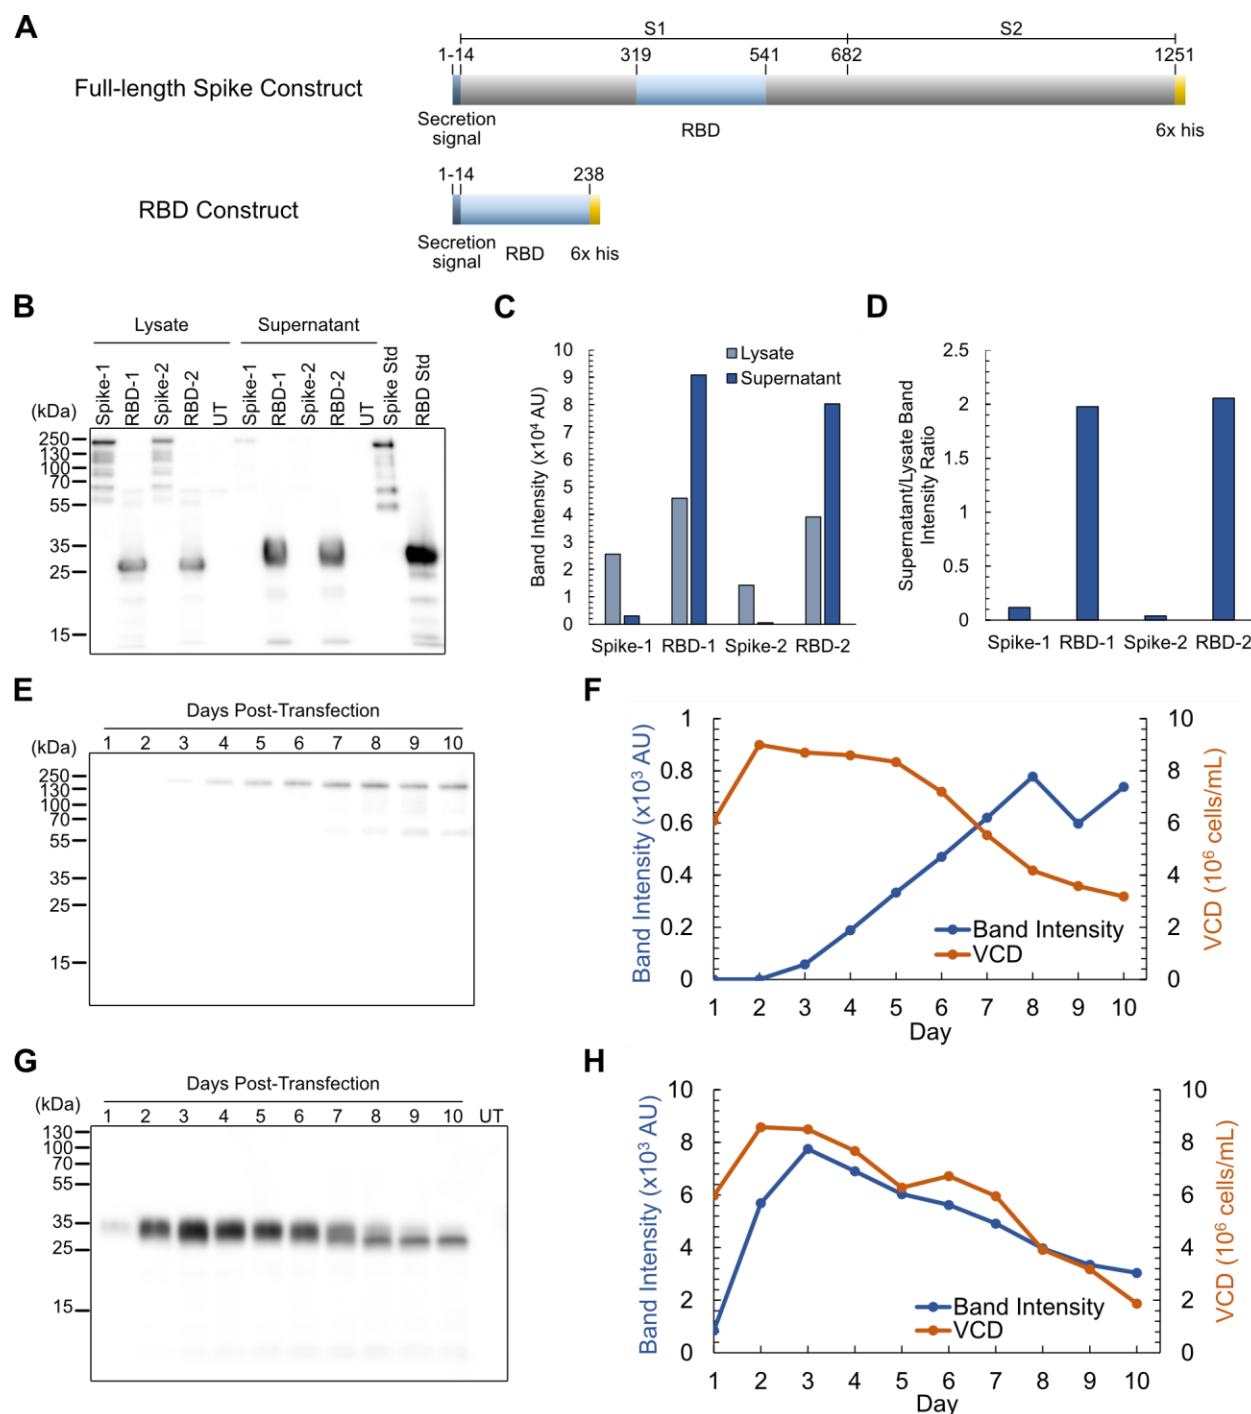 A
S1
S2
1-14
319
541
682
1251
Full-length Spike Construct
Secretion
signal
RBD
6x his
1-14
238
RBD Construct
Secretion
signal
RBD
6x his
B
Lysate
Supernatant
Spike-1
RBD-1
Spike-2
RBD-2
UT
Spike-1
RBD-1
Spike-2
RBD-2
UT
Spike Std
RBD Std
(kDa)
250
130
100
70
55
35
25
15
C
Band Intensity (x10⁴ AU)
10
9
8
7
6
5
4
3
2
1
0
Lysate
Supernatant
Spike-1 RBD-1 Spike-2 RBD-2
D
Supernatant/Lysate Band
Intensity Ratio
2.5
2
1.5
1
0.5
0
Spike-1 RBD-1 Spike-2 RBD-2
E
Days Post-Transfection
(kDa) 1 2 3 4 5 6 7 8 9 10
250
130
100
70
55
35
25
15
F
Band Intensity (x10³ AU)
1
0.8
0.6
0.4
0.2
0
VCD (10⁶ cells/mL)
10
8
6
4
2
0
Band Intensity
VCD
1 2 3 4 5 6 7 8 9 10
Day
G
Days Post-Transfection
(kDa) 1 2 3 4 5 6 7 8 9 10 UT
130
100
70
55
35
25
15
H
Band Intensity (x10³ AU)
10
8
6
4
2
0
VCD (10⁶ cells/mL)
10
8
6
4
2
0
Band Intensity
VCD
1 2 3 4 5 6 7 8 9 10
Day